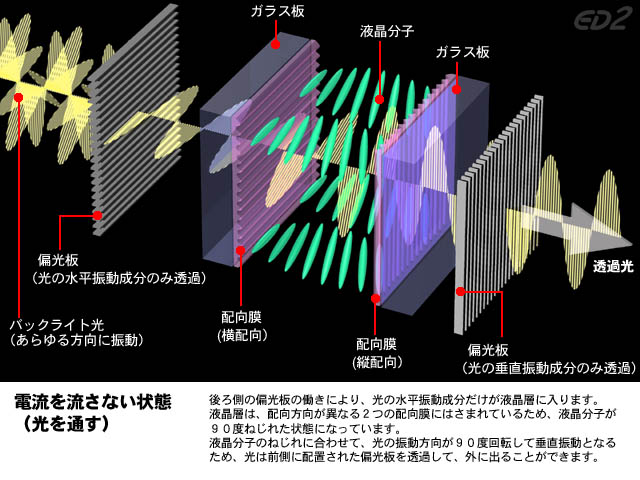 ED2
ガラス板
液晶分子
ガラス板
透過光
偏光板
（光の水平振動成分のみ透過）
バックライト光
（あらゆる方向に振動）
配向膜
（横配向）
配向膜
（縦配向）
偏光板
（光の垂直振動成分のみ透過）
電流を流さない状態
（光を通す）
後ろ側の偏光板の働きにより、光の水平振動成分だけが液晶層に入ります。
液晶層は、配向方向が異なる２つの配向膜にはさまれているため、液晶分子が
９０度ねじれた状態になっています。
液晶分子のねじれに合わせて、光の振動方向が９０度回転して垂直振動となる
ため、光は前側に配置された偏光板を透過して、外に出ることができます。